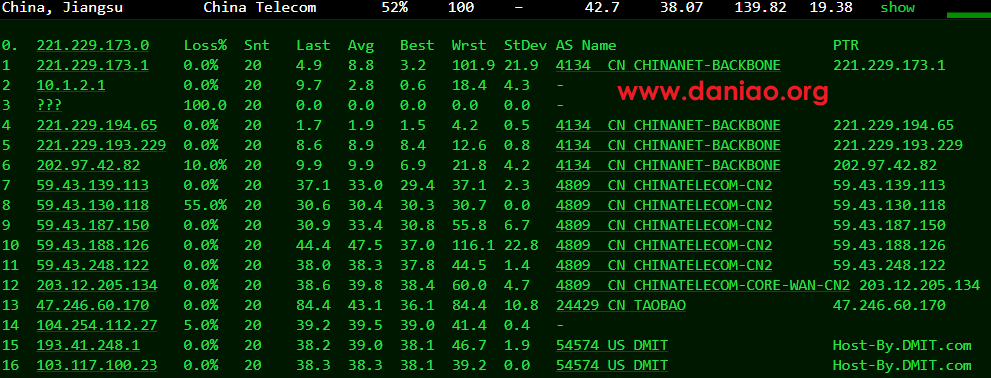 China, Jiangsu China Telecom 52% 100 – 42.7 38.07 139.82 19.38 show
0. 221.229.173.0 Loss% Snt Last Avg Best Wrst StDev AS Name PTR
1 221.229.173.1 0.0% 20 4.9 8.8 3.2 101.9 21.9 4134 CN CHINANET-BACKBONE 221.229.173.1
2 10.1.2.1 0.0% 20 9.7 2.8 0.6 18.4 4.3 -
www.daniao.org
3 ??? 100.0 20 0.0 0.0 0.0 0.0 0.0 -
4 221.229.194.65 0.0% 20 1.7 1.9 1.5 4.2 0.5 4134 CN CHINANET-BACKBONE 221.229.194.65
5 221.229.193.229 0.0% 20 8.6 8.9 8.4 12.6 0.8 4134 CN CHINANET-BACKBONE 221.229.193.229
6 202.97.42.82 10.0% 20 9.9 9.9 6.9 21.8 4.2 4134 CN CHINANET-BACKBONE 202.97.42.82
7 59.43.139.113 0.0% 20 37.1 33.0 29.4 37.1 2.3 4809 CN CHINATELECOM-CN2 59.43.139.113
8 59.43.130.118 55.0% 20 30.6 30.4 30.3 30.7 0.0 4809 CN CHINATELECOM-CN2 59.43.130.118
9 59.43.187.150 0.0% 20 30.9 33.4 30.8 55.8 6.7 4809 CN CHINATELECOM-CN2 59.43.187.150
10 59.43.188.126 0.0% 20 44.4 47.5 37.0 116.1 22.8 4809 CN CHINATELECOM-CN2 59.43.188.126
11 59.43.248.122 0.0% 20 38.0 38.3 37.8 44.5 1.4 4809 CN CHINATELECOM-CN2 59.43.248.122
12 203.12.205.134 0.0% 20 38.6 39.8 38.4 60.0 4.7 4809 CN CHINATELECOM-CORE-WAN-CN2 203.12.205.134
13 47.246.60.170 0.0% 20 84.4 43.1 36.1 84.4 10.8 24429 CN TAOBAO 47.246.60.170
14 104.254.112.27 5.0% 20 39.2 39.5 39.0 41.4 0.4 -
15 193.41.248.1 0.0% 20 38.2 39.0 38.1 46.7 1.9 54574 US DMIT Host-By.DMIT.com
16 103.117.100.23 0.0% 20 38.3 38.3 38.1 39.2 0.0 54574 US DMIT Host-By.DMIT.com